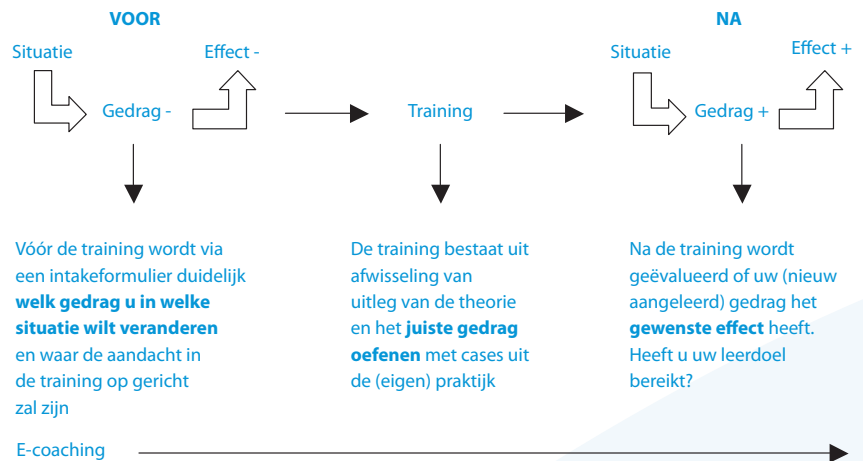 VOOR
NA
Situatie
Effect -
Situatie
Effect +
Gedrag -
Training
Gedrag +
Vóór de training wordt via
een intakeformulier duidelijk
welk gedrag u in welke
situatie wilt veranderen
en waar de aandacht in
de training op gericht
zal zijn
De training bestaat uit
afwisseling van
uitleg van de theorie
en het juiste gedrag
oefenen met cases uit
de (eigen) praktijk
Na de training wordt
geëvalueerd of uw (nieuw
aangeleerd) gedrag het
gewenste effect heeft.
Heeft u uw leerdoel
bereikt?
E-coaching